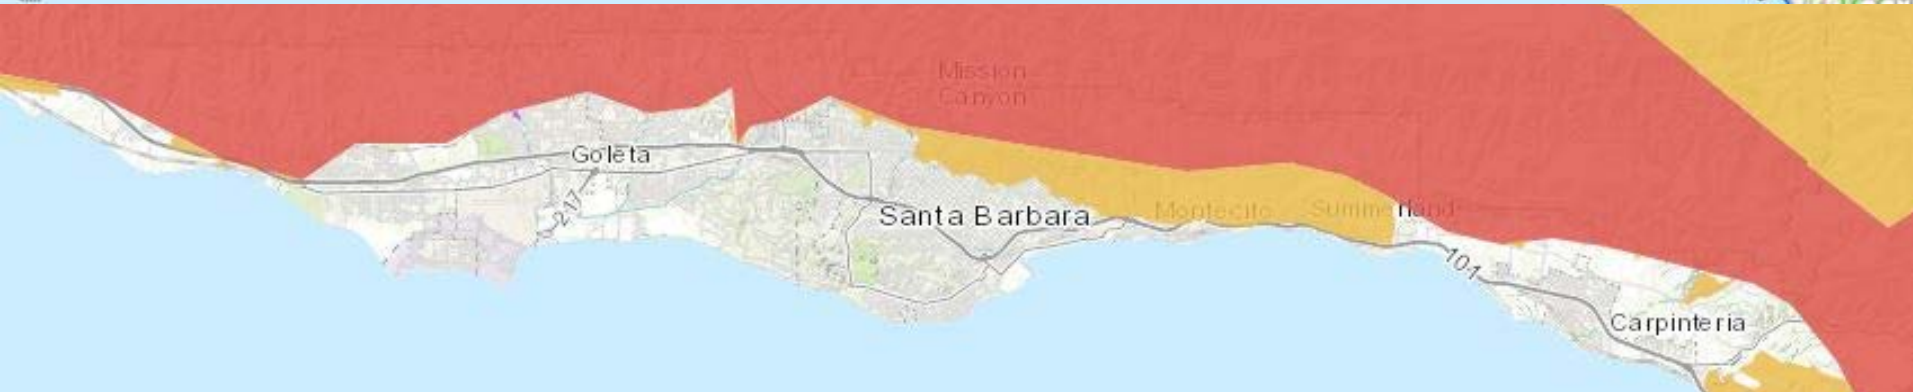 Mission
Canyon
Goleta
217
Santa Barbara
Montecito
Summerland
101
Carpinteria